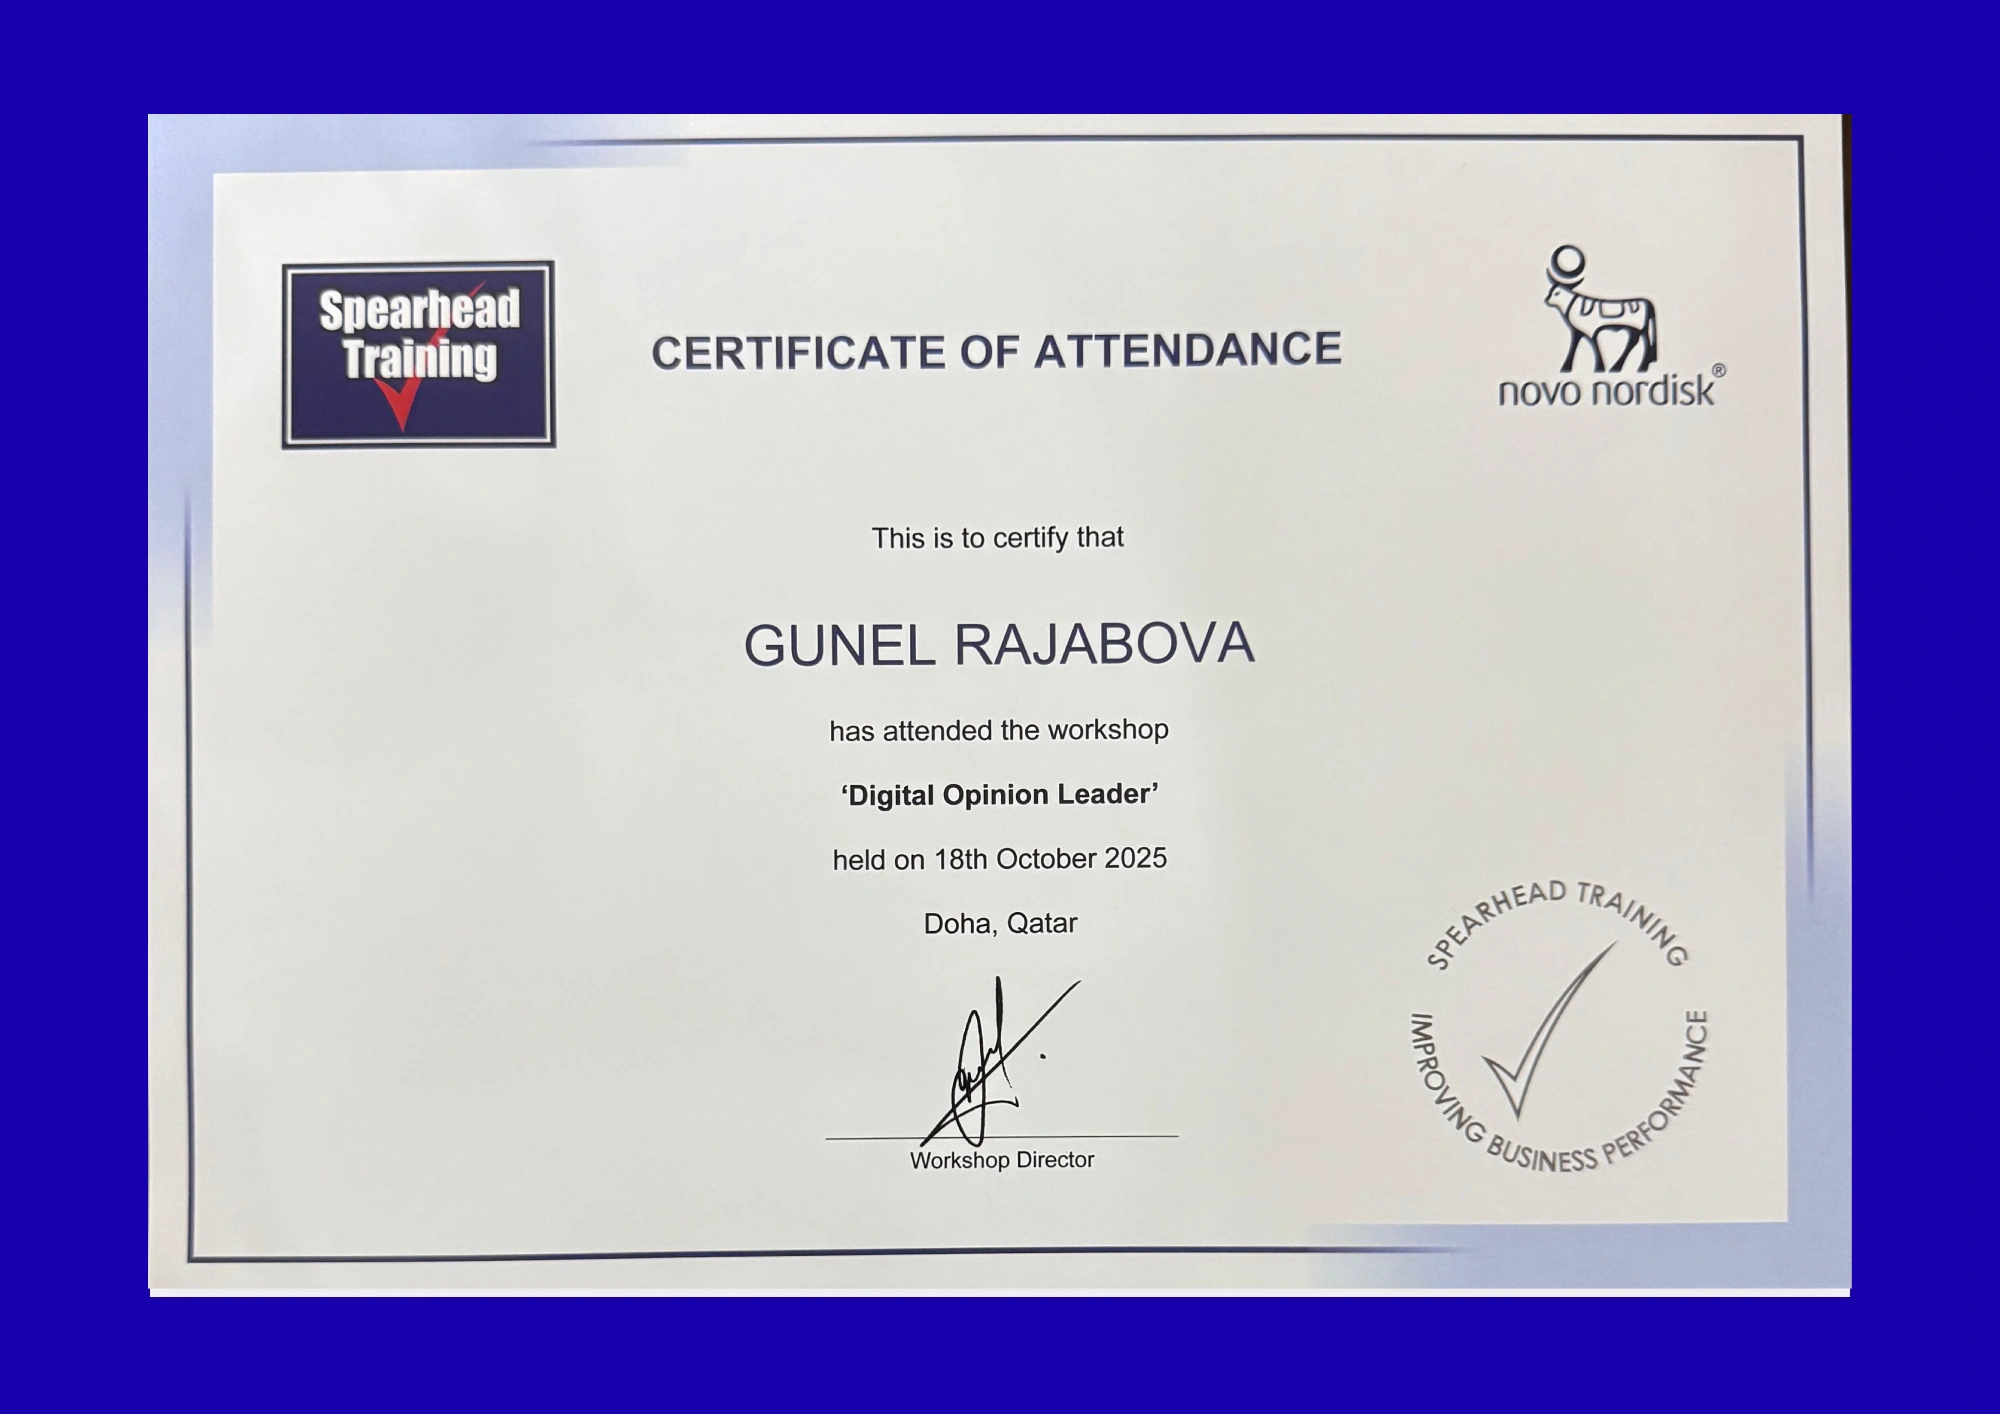 Spearhead
Training
CERTIFICATE OF ATTENDANCE
novo nordisk®
This is to certify that
GUNEL RAJABOVA
has attended the workshop
‘Digital Opinion Leader’
held on 18th October 2025
Doha, Qatar
Workshop Director
SPEARHEAD TRAINING
IMPROVING BUSINESS PERFORMANCE